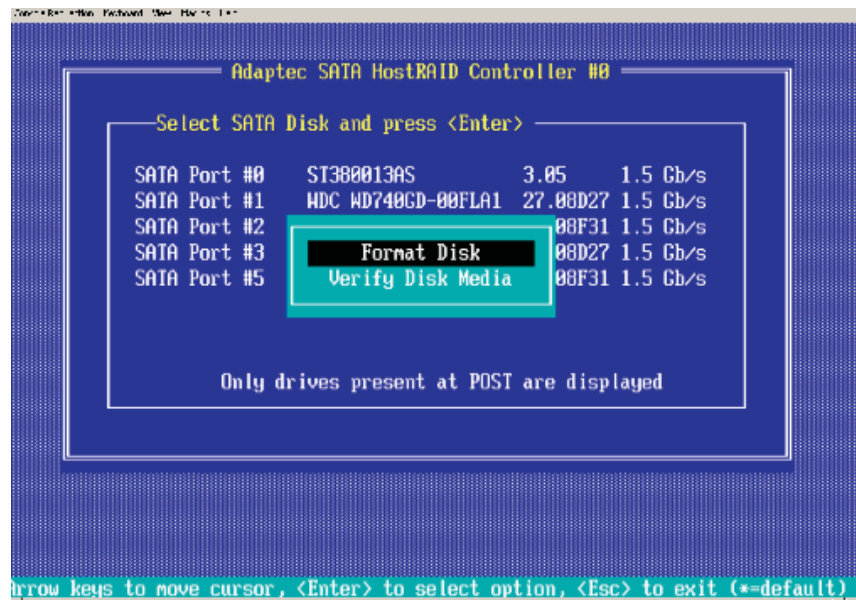 Keyboard View Macros
Adaptec SATA HostRAID Controller #0
Select SATA Disk and press <Enter>
SATA Port #0 ST380013AS 3.05 1.5 Gb/s
SATA Port #1 WDC WD740GD-00FLA1 27.08D27 1.5 Gb/s
SATA Port #2 08F31 1.5 Gb/s
Format Disk
SATA Port #3 08D27 1.5 Gb/s
Verify Disk Media
SATA Port #5 08F31 1.5 Gb/s
Only drives present at POST are displayed
Arrow keys to move cursor, <Enter> to select option, <Esc> to exit (*=default)